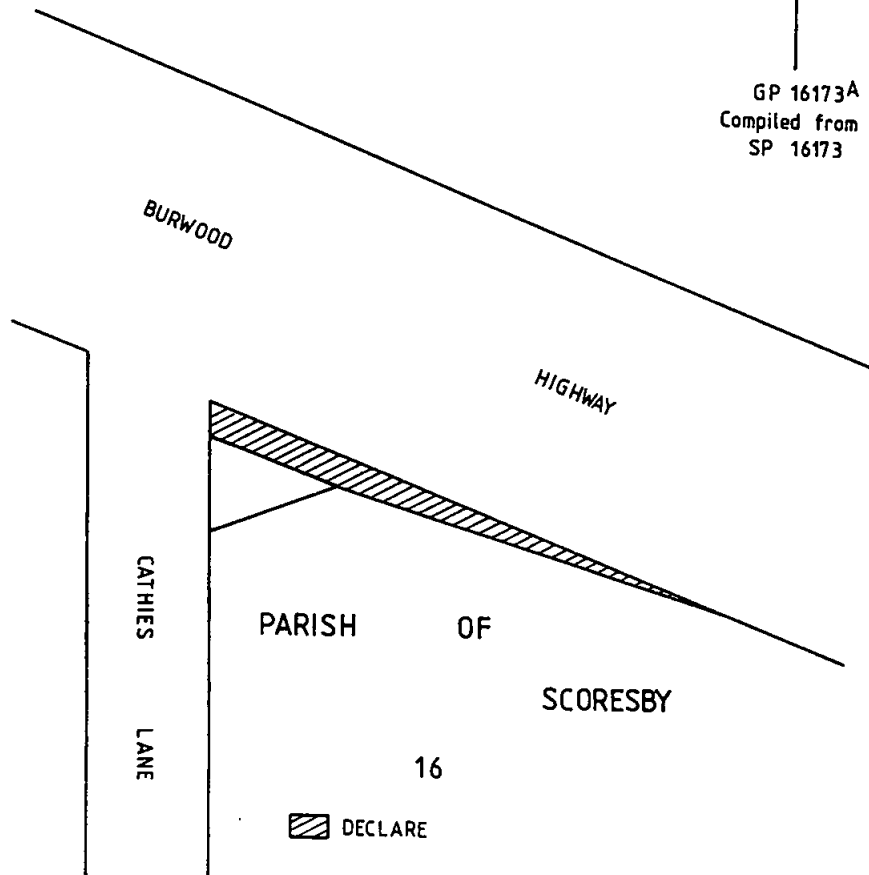 GP 16173A
Compiled from
SP 16173
BURWOOD
HIGHWAY
CATHIES
LANE
PARISH OF
SCORESBY
16
DECLARE